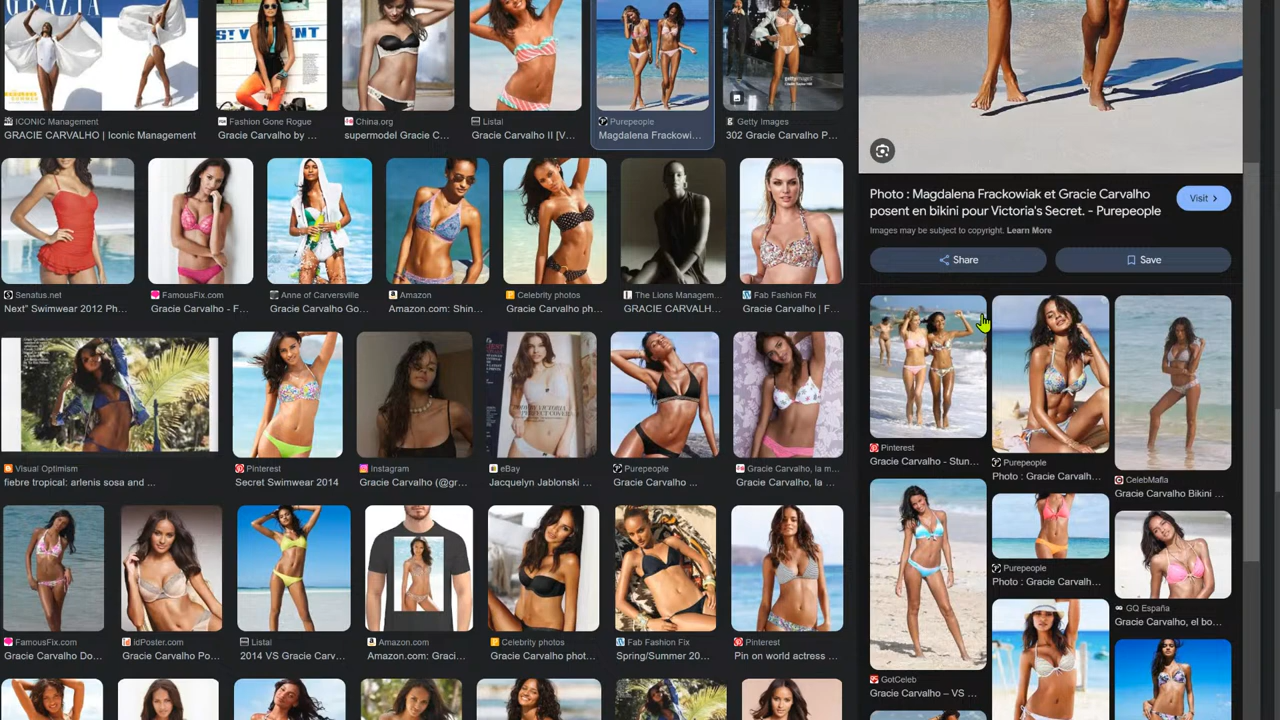 GRAZIA
ICONIC Management
GRACIE CARVALHO | Iconic Management
Fashion Gone Rogue
Gracie Carvalho by ...
China.org
supermodel Gracie C...
Listal
Gracie Carvalho II [V...
Purepeople
Magdalena Frackowi...
gettyimages
Getty Images
302 Gracie Carvalho P...
Photo : Magdalena Frackowiak et Gracie Carvalho
posent en bikini pour Victoria's Secret. - Purepeople
Visit
Images may be subject to copyright. Learn More
Share
Save
Senatus.net
Next" Swimwear 2012 Ph...
FamousFix.com
Gracie Carvalho - F...
Anne of Carversville
Gracie Carvalho Go...
Amazon
Amazon.com: Shin...
Celebrity photos
Gracie Carvalho ph...
The Lions Managem...
GRACIE CARVALH...
Fab Fashion Fix
Gracie Carvalho | F...
Visual Optimism
fiebre tropical: arlenis sosa and ...
Pinterest
Secret Swimwear 2014
Instagram
Gracie Carvalho (@gr...
eBay
Jacquelyn Jablonski ...
Purepeople
Gracie Carvalho ...
Gracie Carvalho, la m...
Gracie Carvalho, la ...
FamousFix.com
Gracie Carvalho Do...
idPoster.com
Gracie Carvalho Po...
Listal
2014 VS Gracie Carv...
Amazon.com
Amazon.com: Graci...
Celebrity photos
Gracie Carvalho phot...
Fab Fashion Fix
Spring/Summer 20...
Pinterest
Pin on world actress ...
Pinterest
Gracie Carvalho - Stun...
Purepeople
Photo : Gracie Carvalh...
CelebMafia
Gracie Carvalho Bikini ...
Purepeople
Photo : Gracie Carvalh...
GQ España
Gracie Carvalho, el bo...
GotCeleb
Gracie Carvalho – VS ...